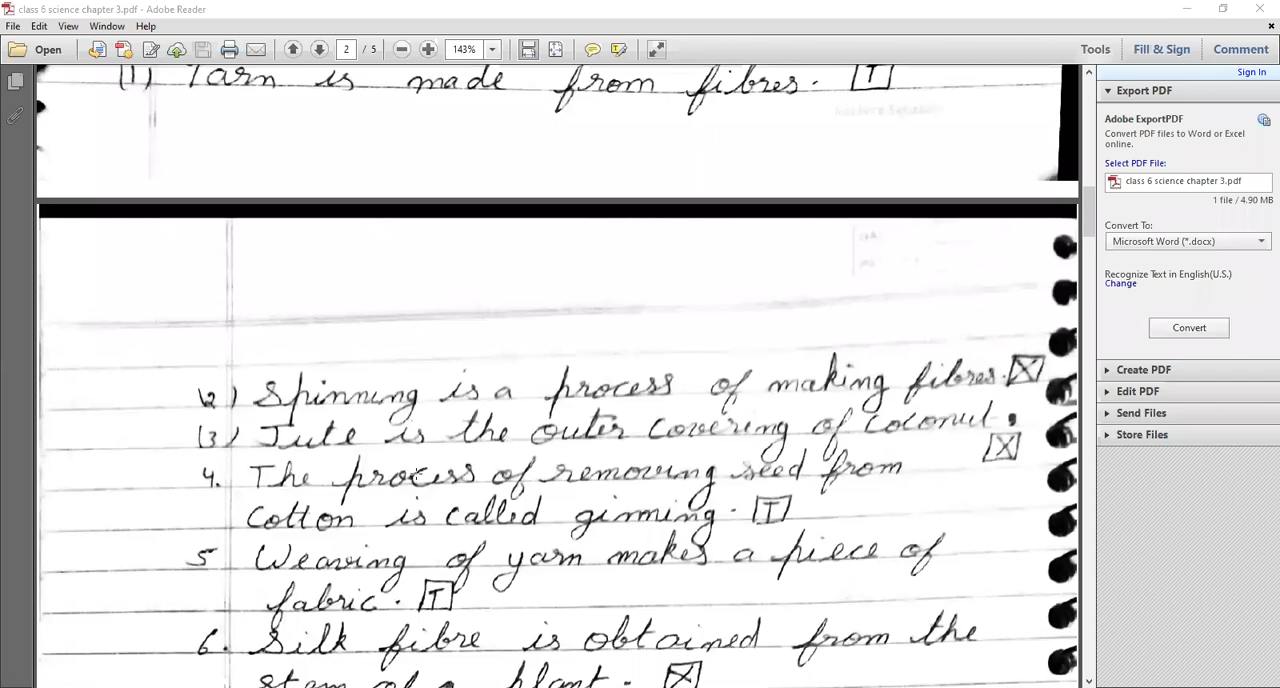 class 6 science chapter 3.pdf - Adobe Reader
File Edit View Window Help
Open 2 / 5 143% Tools Fill & Sign Comment
Sign In
(1) Yarn is made from fibres. T
(2) Spinning is a process of making fibres. X
(3) Jute is the outer covering of coconut.
X
4. The process of removing seed from
cotton is called ginning. T
5 Weaving of yarn makes a piece of
fabric. T
6. Silk fibre is obtained from the
stem of a plant. X
Export PDF
Adobe ExportPDF
Convert PDF files to Word or Excel
online.
Select PDF File:
class 6 science chapter 3.pdf
1 file / 4.90 MB
Convert To:
Microsoft Word (*.docx)
Recognize Text in English(U.S.)
Change
Convert
Create PDF
Edit PDF
Send Files
Store Files